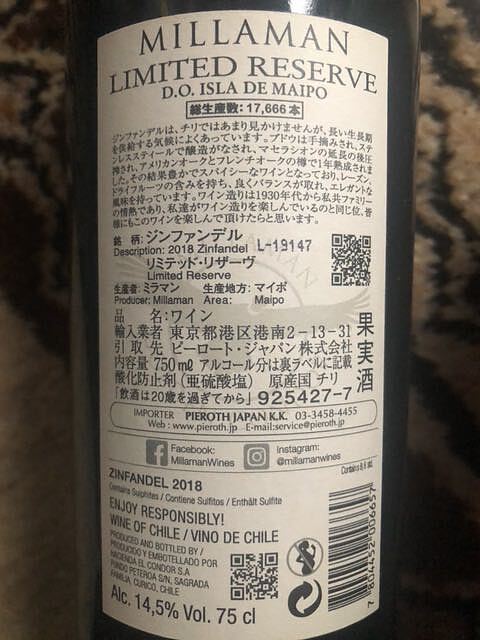 MILLAMAN
LIMITED RESERVE
D.O. ISLA DE MAIPO
総生産数：17,666本
ジンファンデルは、チリではあまり見かけませんが、長い生長期
を供給する気候によくあっています。ブドウは手摘みされ、ステ
ンレススティールで醸造がなされ、マセラシオンの延長の後圧
搾され、アメリカンオークとフレンチオークの樽で1年熟成されま
した。その結果豊かでスパイシーなワインとなっており、レーズン、
ドライフルーツの含みを持ち、良くバランスが取れ、エレガントな
風味を持っています。ワイン造りは1930年代から私共ファミリー
の情熱であり、私達がワイン造りを楽しんでいるのと同じ位、皆
様にもこのワインを楽しんで頂けたらと思います。
銘 柄：ジンファンデル
Description: 2018 Zinfandel L-19147
リミテッド・リザーヴ
Limited Reserve
生産者：ミラマン 生産地方：マイポ
Producer: Millaman Area: Maipo
品 名：ワイン
輸入業者 東京都港区港南2－13－31
引 取 先 ピーロート・ジャパン株式会社
内容量 750㎖ アルコール分は裏ラベルに記載
酸化防止剤（亜硫酸塩） 原産国 チリ
「飲酒は20歳を過ぎてから」925427-7
果実酒
IMPORTER PIEROTH JAPAN K.K. 03-3458-4455
Web : www.pieroth.jp E-mail:service@pieroth.jp
Facebook:
MillamanWines
Instagram:
@millamanwines
ZINFANDEL 2018
Contains Sulphites / Contiene Sulfitos / Enthält Sulfite
ENJOY RESPONSIBLY!
WINE OF CHILE / VINO DE CHILE
PRODUCED AND BOTTLED BY /
PRODUCIDO Y EMBOTELLADO POR
HACIENDA EL CONDOR S.A.
FUNDO PETEROA S/N, SAGRADA
FAMILIA, CURICO, CHILE
Alc. 14,5% Vol. 75 cl
7 804452 006657